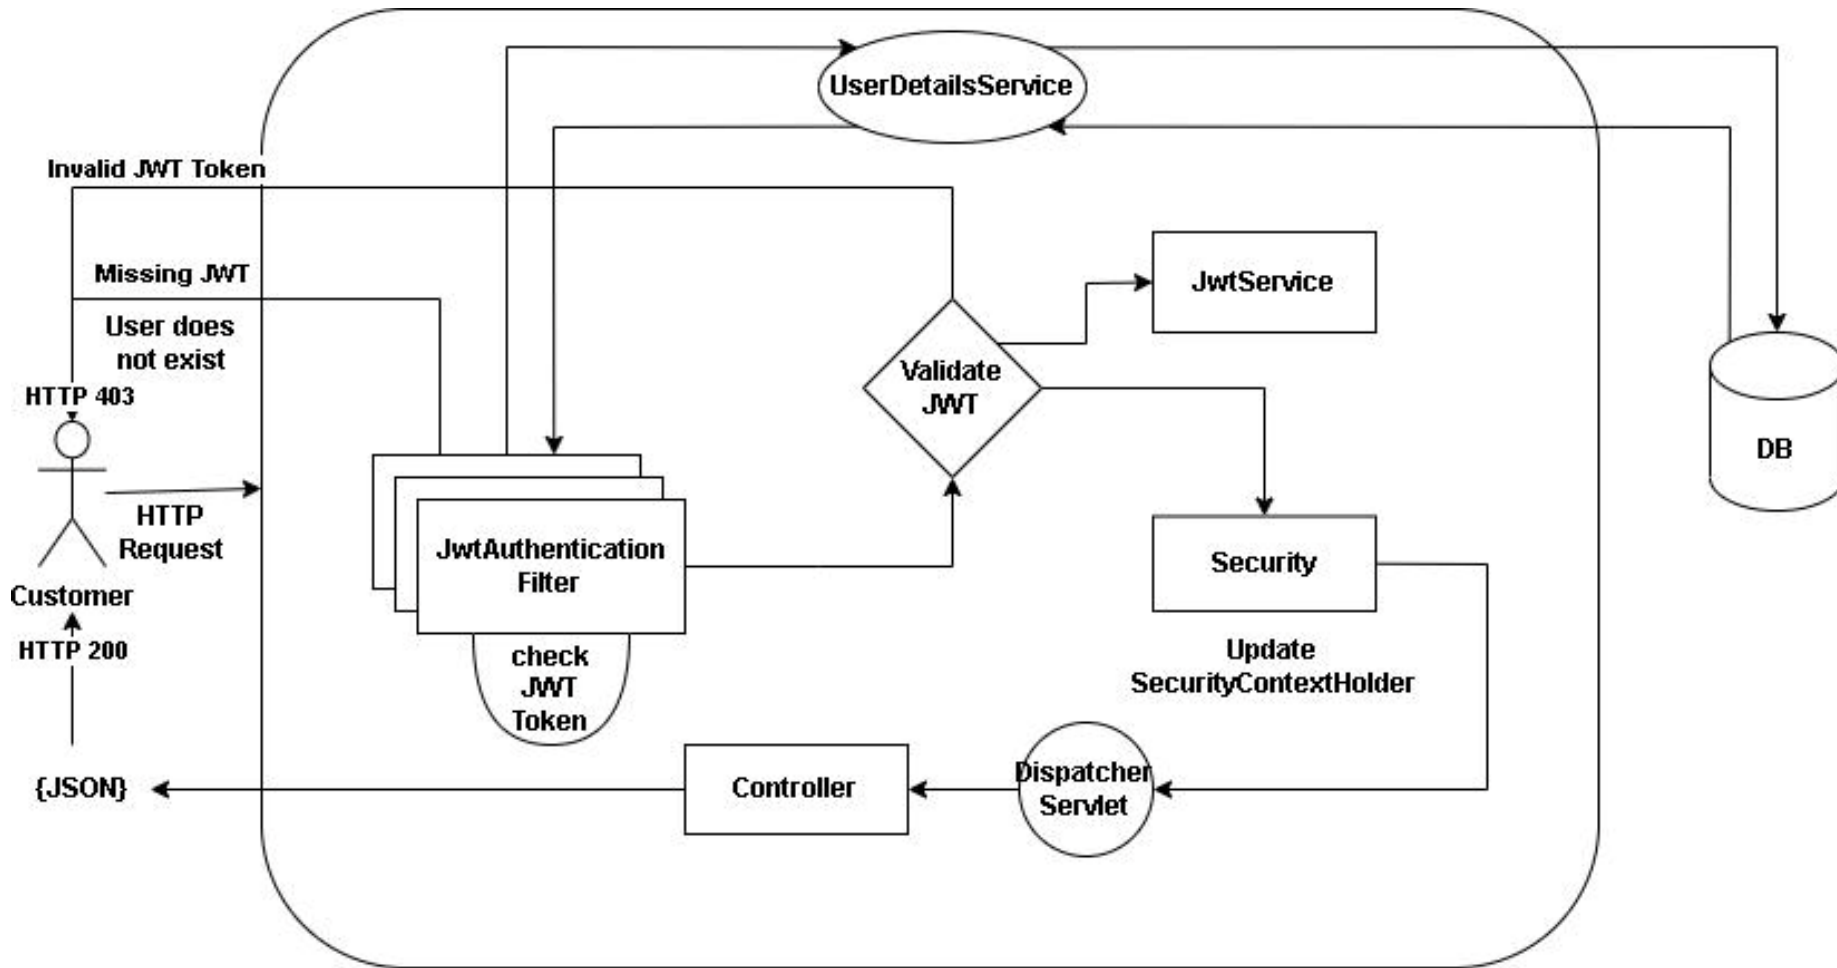 UserDetailsService
Invalid JWT Token
Missing JWT
User does
not exist
HTTP 403
HTTP
Request
Customer
HTTP 200
{JSON}
JwtAuthentication
Filter
check
JWT
Token
Validate
JWT
JwtService
Security
Update
SecurityContextHolder
DB
Dispatcher
Servlet
Controller